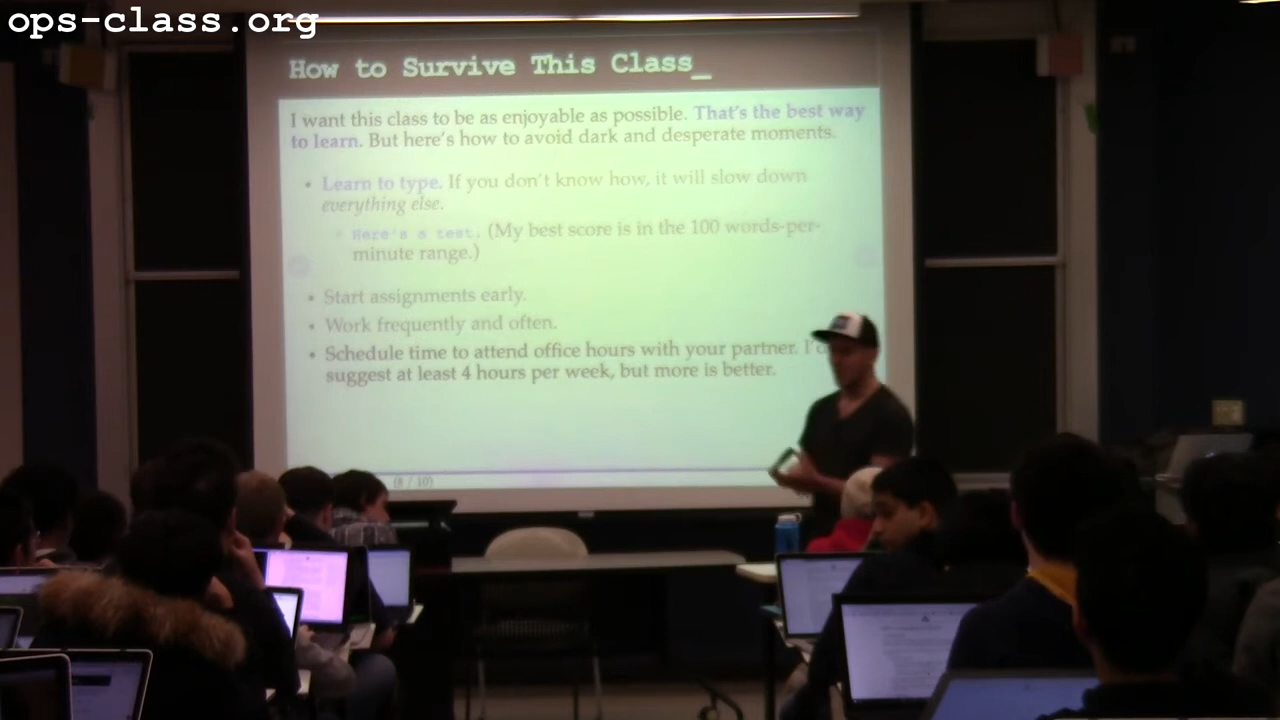 ops-class.org
How to Survive This Class_
I want this class to be as enjoyable as possible. That's the best way
to learn. But here's how to avoid dark and desperate moments.
• Learn to type. If you don't know how, it will slow down
everything else.
Here's a test. (My best score is in the 100 words-per-
minute range.)
• Start assignments early.
• Work frequently and often.
• Schedule time to attend office hours with your partner. I'd
suggest at least 4 hours per week, but more is better.
(8 / 10)